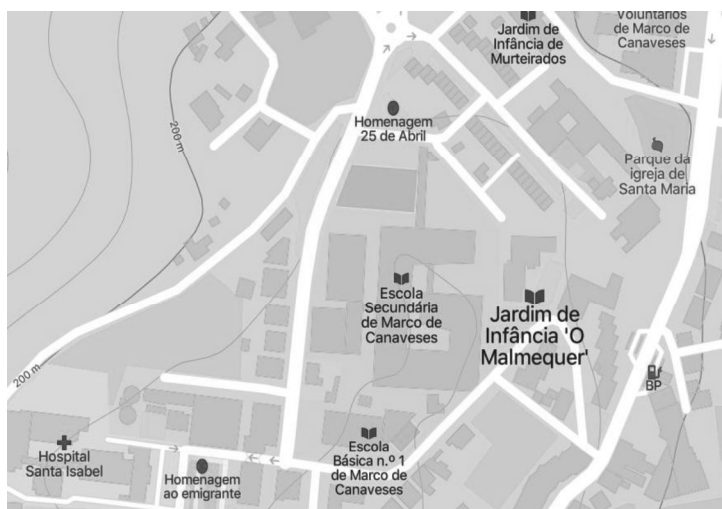 Jardim de
Infância de
Murteirados
Voluntários
de Marco de
Canaveses
Homenagem
25 de Abril
200 m
Parque da
igreja de
Santa Maria
Escola
Secundária
de Marco de
Canaveses
Jardim de
Infância 'O
Malmequer'
200 m
BP
Hospital
Santa Isabel
Homenagem
ao emigrante
Escola
Básica n.º 1
de Marco de
Canaveses